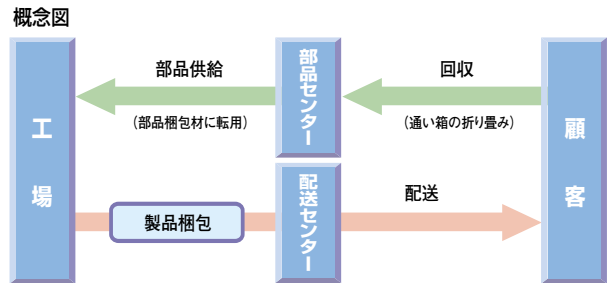 概念図
工場
部品供給
（部品梱包材に転用）
部品センター
回収
（通い箱の折り畳み）
顧客
製品梱包
配送センター
配送